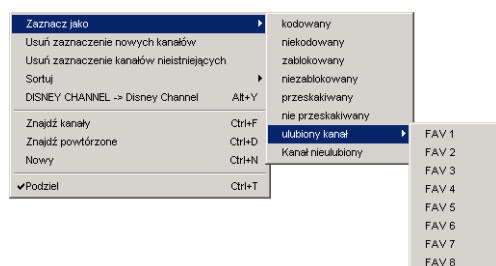 Zaznacz jako
Usuń zaznaczenie nowych kanałów
Usuń zaznaczenie kanałów nieistniejących
Sortuj
DISNEY CHANNEL -> Disney Channel Alt+Y
Znajdź kanały Ctrl+F
Znajdź powtórzone Ctrl+D
Nowy Ctrl+N
Podziel Ctrl+T
kodowany
niekodowany
zablokowany
niezablokowany
przeskakiwany
nie przeskakiwany
ulubiony kanał
Kanał nieulubiony
FAV 1
FAV 2
FAV 3
FAV 4
FAV 5
FAV 6
FAV 7
FAV 8